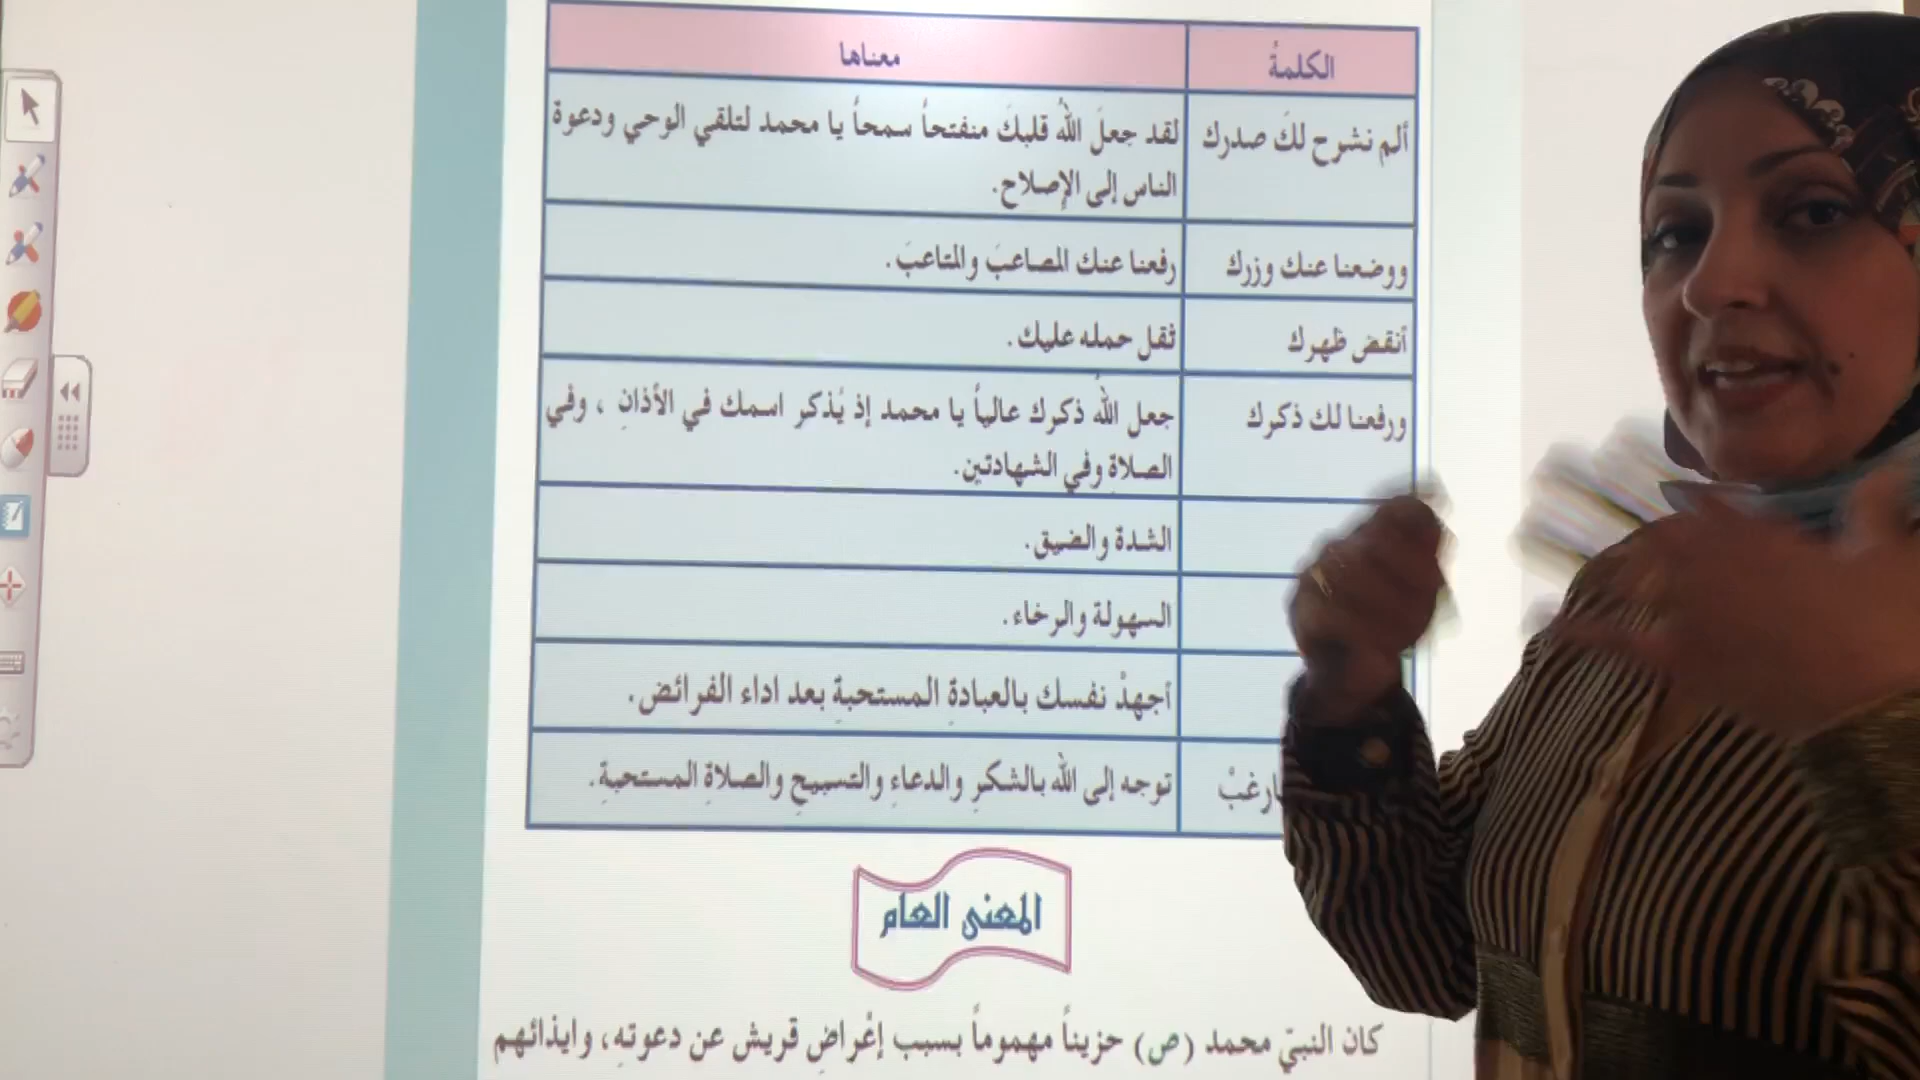 الكلمةُ معناها
ألم نشرح لكَ صدرك لقد جعلَ اللهُ قلبكَ منفتحاً سمحاً يا محمد لتلقي الوحي ودعوة
الناس إلى الإصلاح.
ووضعنا عنك وزرك رفعنا عنك المصاعبَ والمتاعبَ.
أنقض ظهرك ثقل حمله عليك.
ورفعنا لك ذكرك جعل اللهُ ذكرك عالياً يا محمد إذ يُذكر اسمك في الأذانِ ، وفي
الصلاةِ وفي الشهادتين.
الشدة والضيق.
السهولة والرخاء.
أجهدْ نفسك بالعبادةِ المستحبةِ بعد اداء الفرائض.
توجه إلى الله بالشكرِ والدعاءِ والتسبيحِ والصلاةِ المستحبةِ.
المعنى العام
كان النبيّ محمد (ص) حزيناً مهموماً بسبب إعْراضِ قريش عن دعوتهِ، وايذائهم